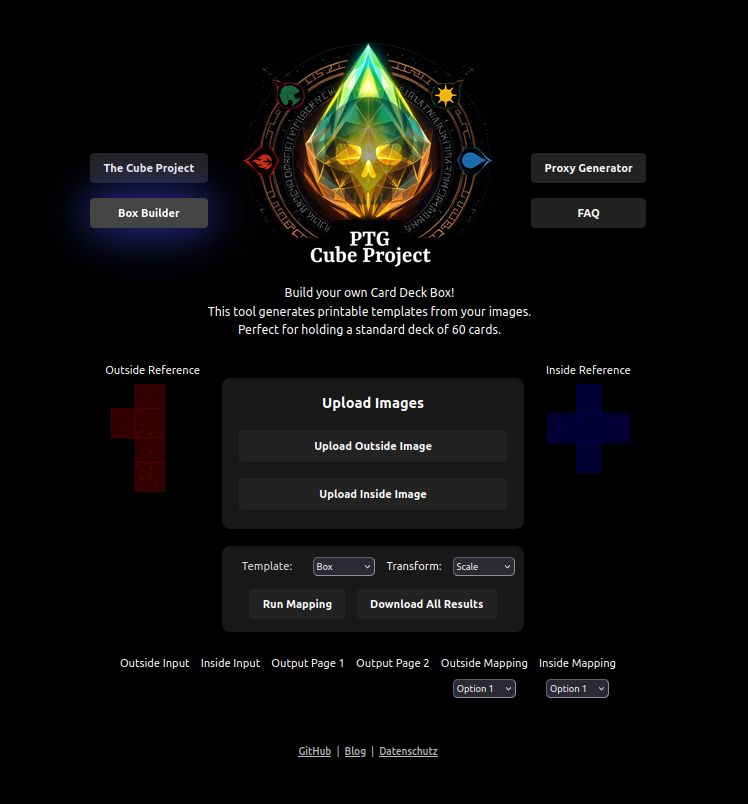 The Cube Project
Box Builder
Proxy Generator
FAQ
PTG
Cube Project
Build your own Card Deck Box!
This tool generates printable templates from your images.
Perfect for holding a standard deck of 60 cards.
Outside Reference
Inside Reference
Upload Images
Upload Outside Image
Upload Inside Image
Template: Box Transform: Scale
Run Mapping Download All Results
Outside Input Inside Input Output Page 1 Output Page 2 Outside Mapping Inside Mapping
Option 1 Option 1
GitHub | Blog | Datenschutz